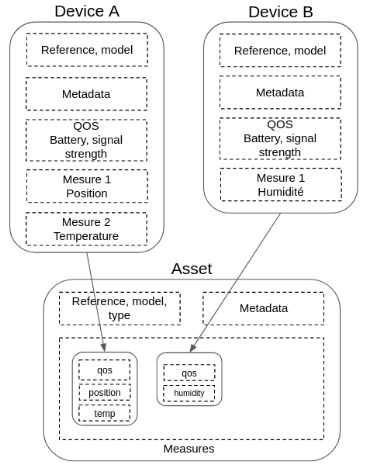 Device A
Reference, model
Metadata
QOS
Battery, signal
strength
Mesure 1
Position
Mesure 2
Temperature
Device B
Reference, model
Metadata
QOS
Battery, signal
strength
Mesure 1
Humidité
Asset
Reference, model,
type
Metadata
qos
position
temp
qos
humidity
Measures